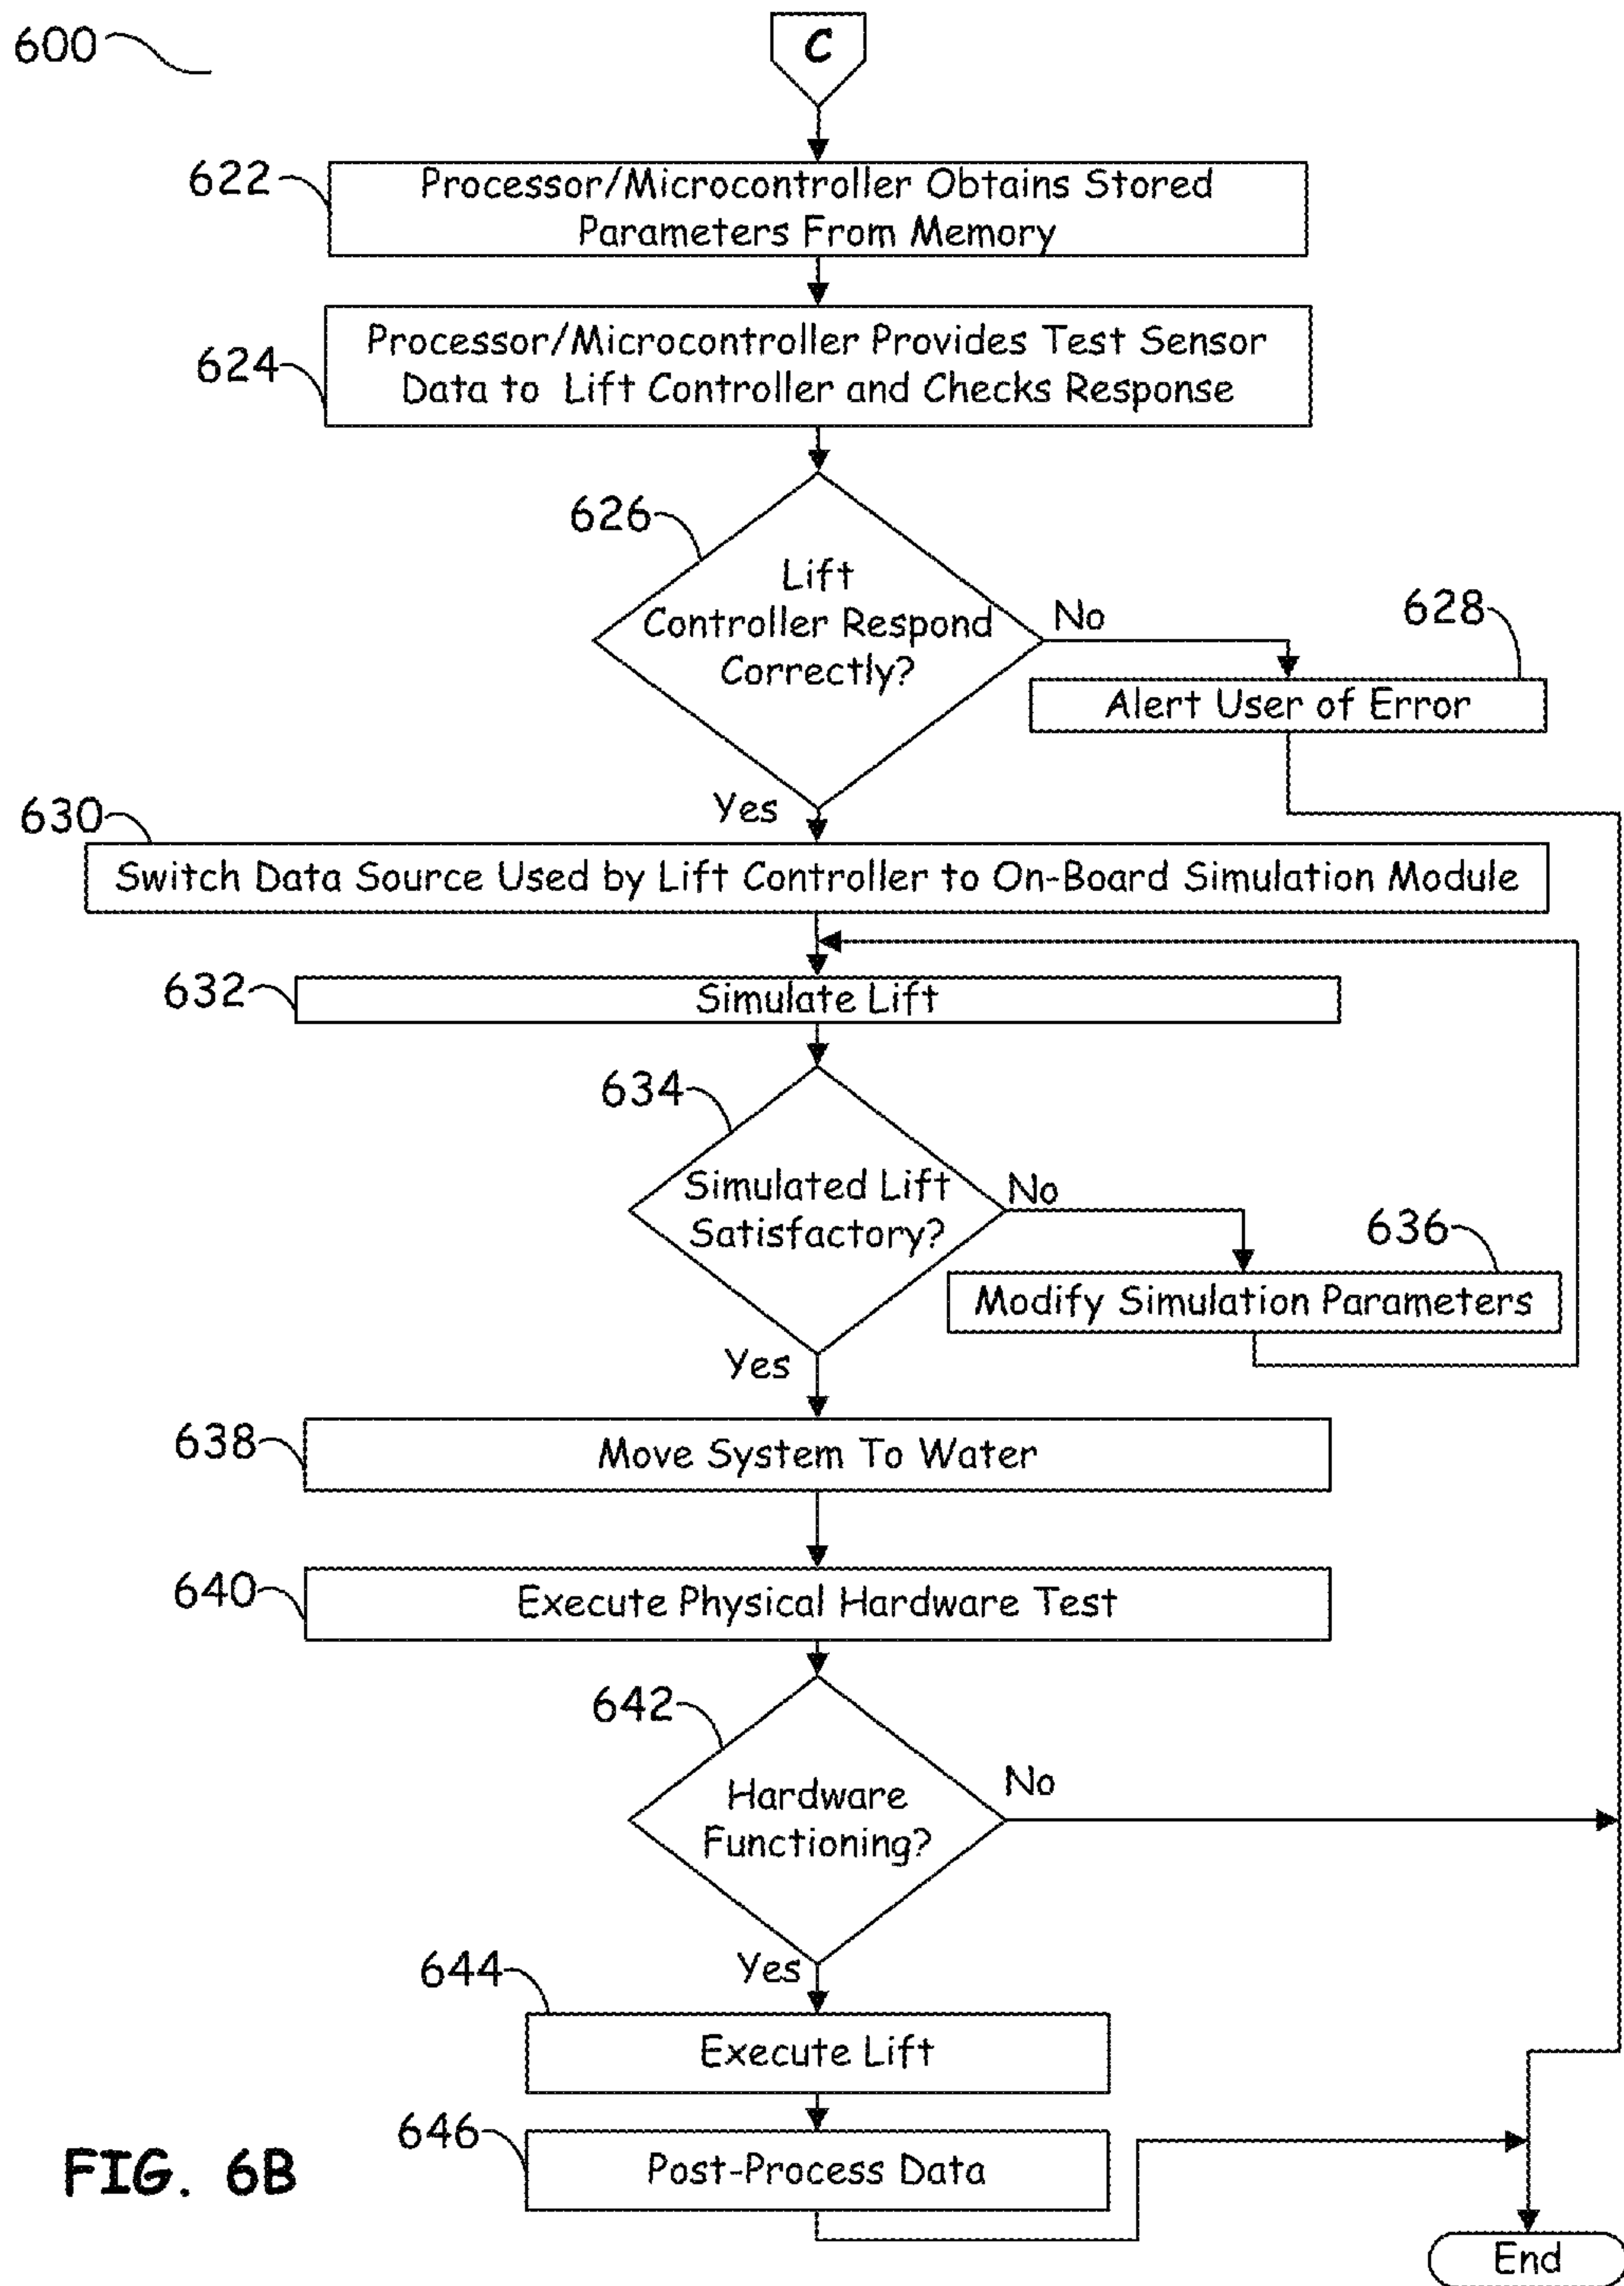 600
C
622
Processor/Microcontroller Obtains Stored
Parameters From Memory
624
Processor/Microcontroller Provides Test Sensor
Data to Lift Controller and Checks Response
626
Lift
Controller Respond
Correctly?
No
628
Alert User of Error
Yes
630
Switch Data Source Used by Lift Controller to On-Board Simulation Module
632
Simulate Lift
634
Simulated Lift
Satisfactory?
No
636
Modify Simulation Parameters
Yes
638
Move System To Water
640
Execute Physical Hardware Test
642
Hardware
Functioning?
No
Yes
644
Execute Lift
646
Post-Process Data
FIG. 6B
End